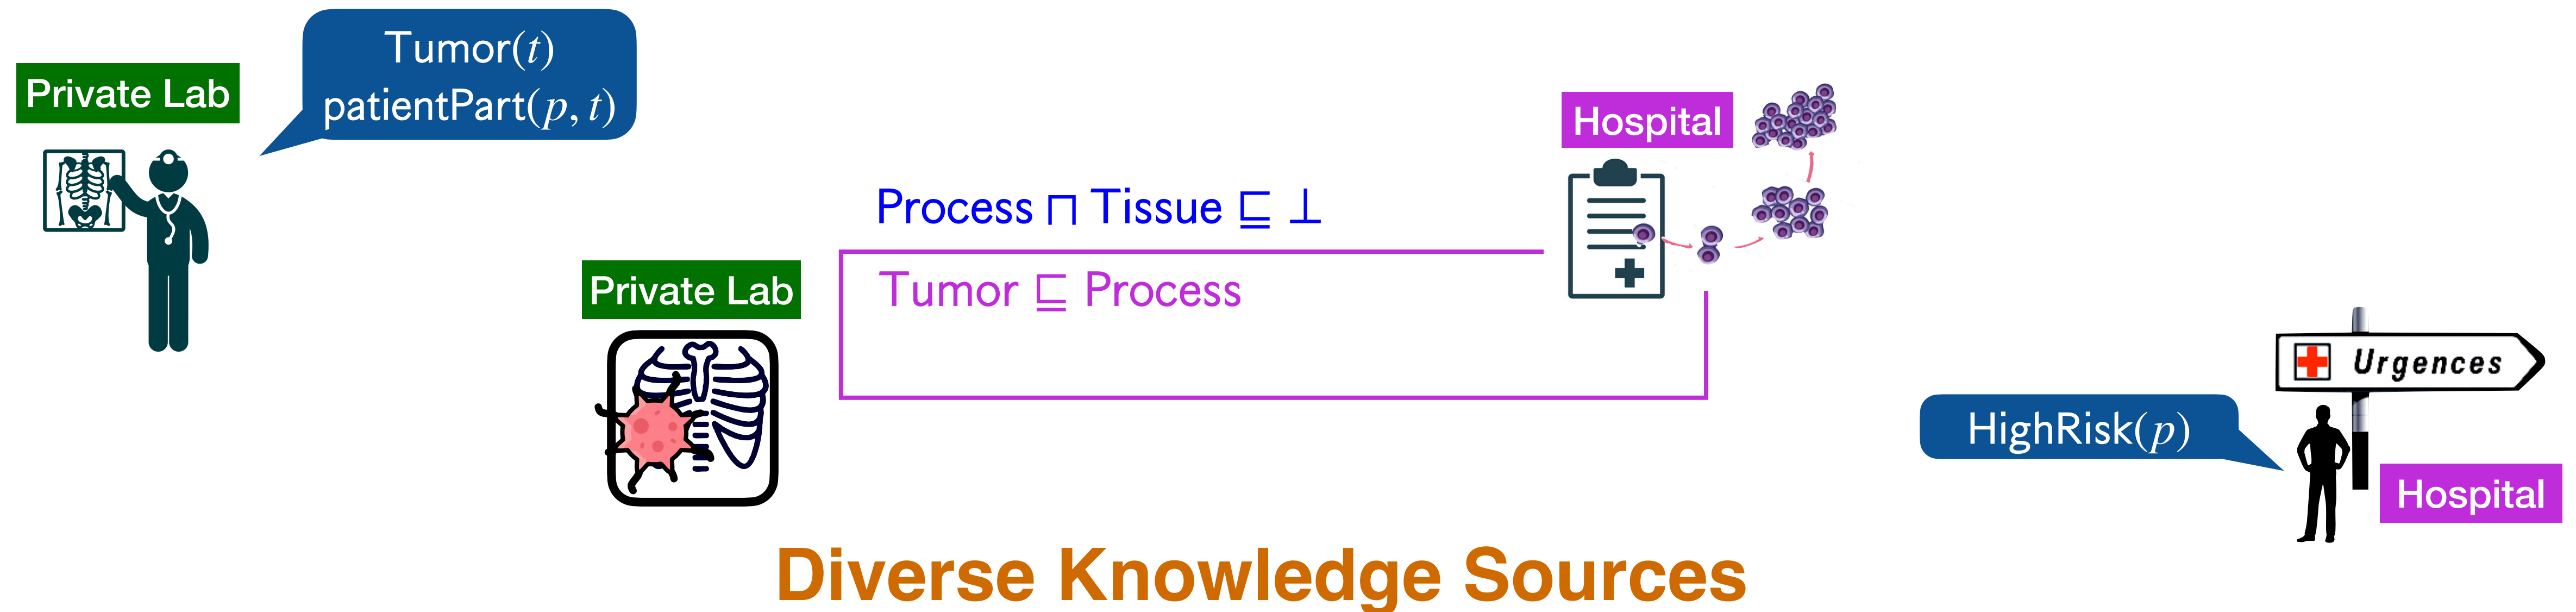 Private Lab
Tumor(t)
patientPart(p, t)
Process ⊓ Tissue ⊑ ⊥
Hospital
Private Lab
Tumor ⊑ Process
Urgences
HighRisk(p)
Hospital
Diverse Knowledge Sources